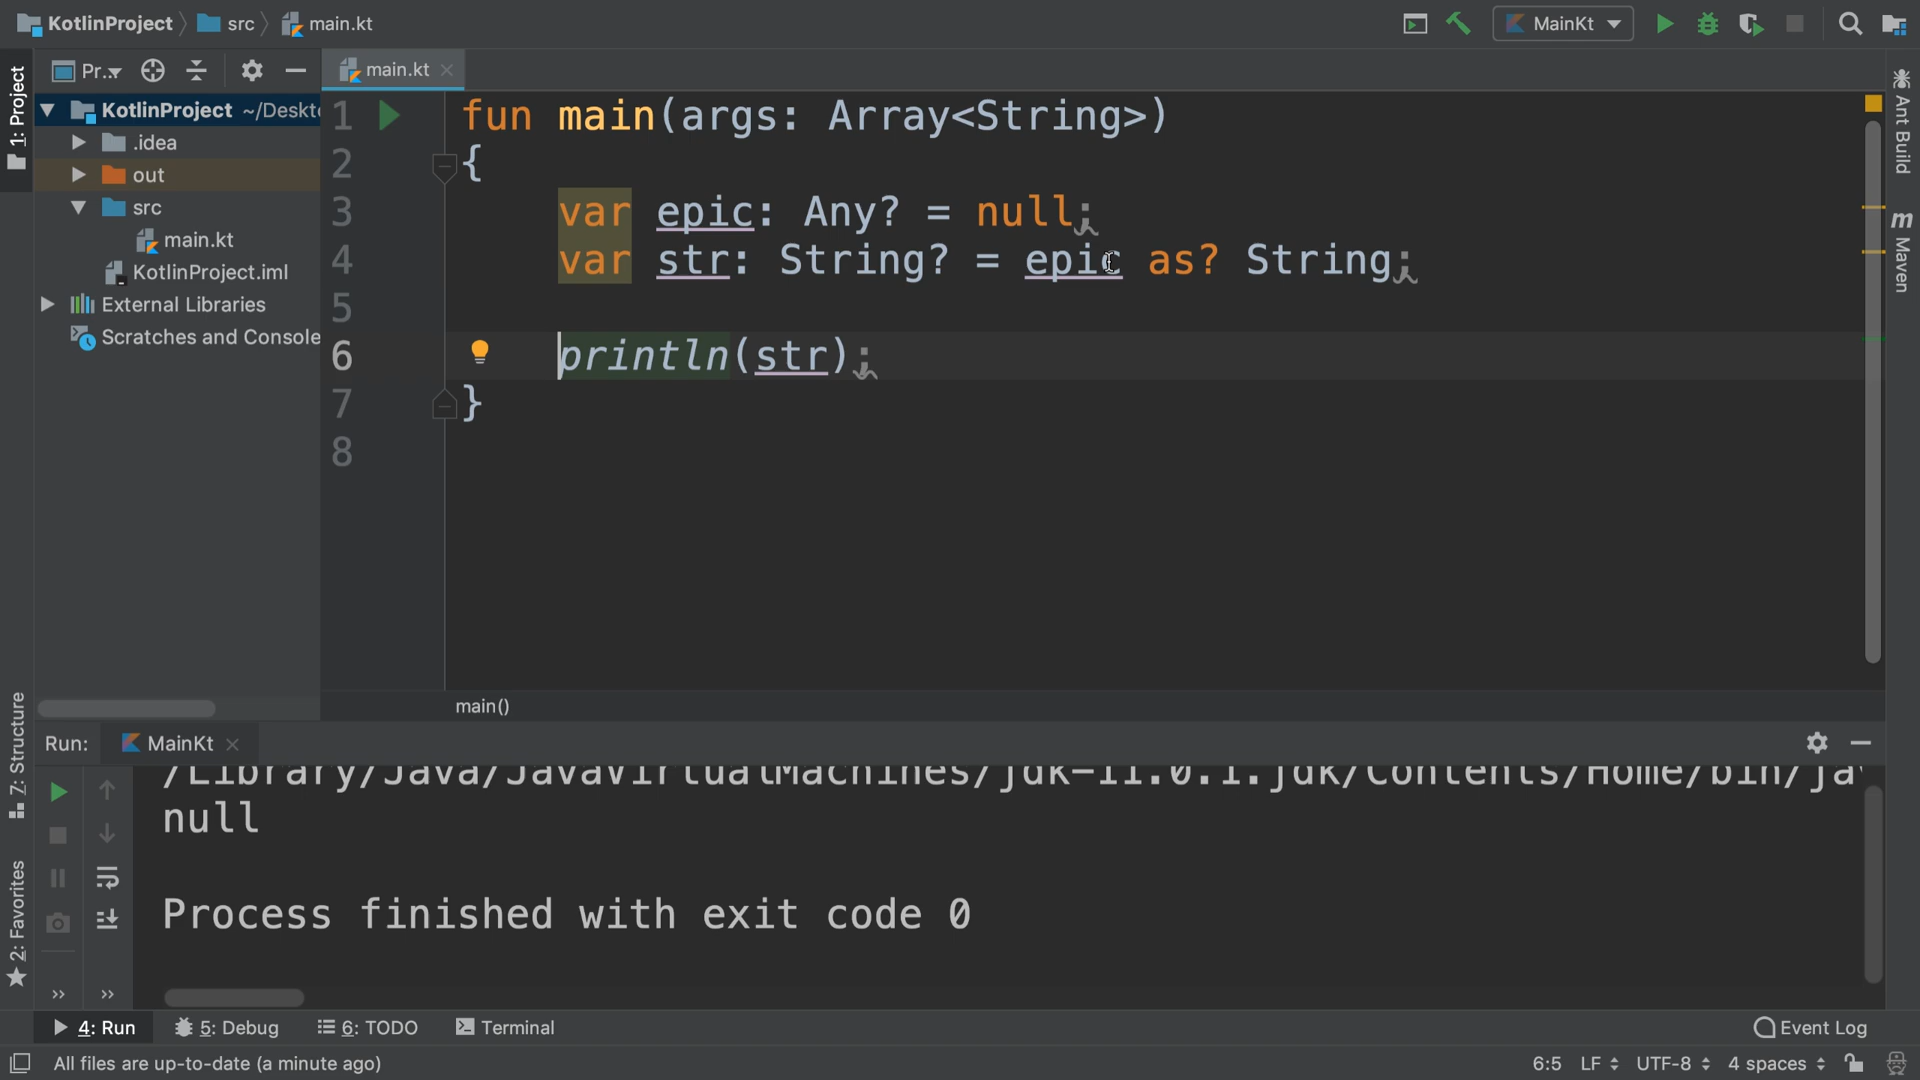 KotlinProject src main.kt MainKt
1: Project
Pr..
KotlinProject ~/Deskt
.idea
out
src
main.kt
KotlinProject.iml
External Libraries
Scratches and Console
main.kt
1 fun main(args: Array<String>)
2 {
3 var epic: Any? = null;
4 var str: String? = epic as? String;
5
6 println(str);
7 }
8
main()
Ant Build
m Maven
7: Structure
2: Favorites
Run: MainKt
/Library/Java/JavaVirtualMachines/jdk-11.0.1.jdk/Contents/Home/bin/ja
null
Process finished with exit code 0
4: Run 5: Debug 6: TODO Terminal Event Log
All files are up-to-date (a minute ago) 6:5 LF UTF-8 4 spaces